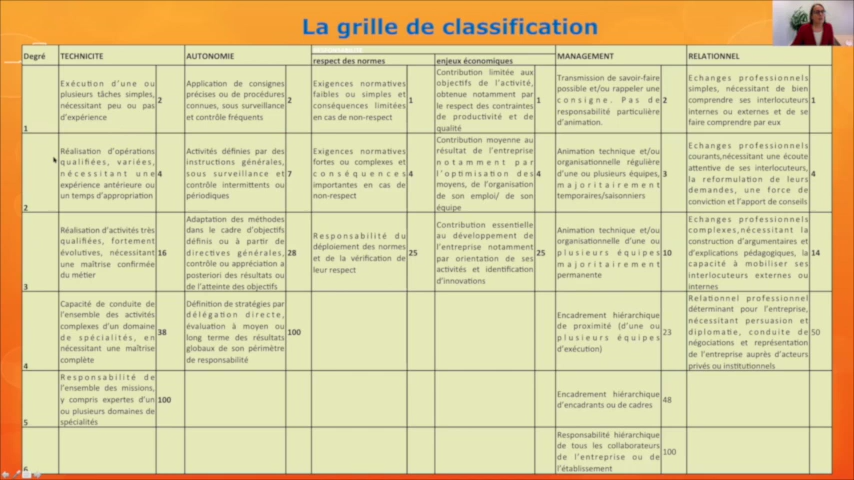 La grille de classification
Degré
TECHNICITE
AUTONOMIE
respect des normes
enjeux économiques
MANAGEMENT
RELATIONNEL
1
Exécution d'une ou
plusieurs tâches simples,
nécessitant peu ou pas
d'expérience
2
Application de consignes
précises ou de procédures
connues, sous surveillance
et contrôle fréquents
2
Exigences normatives
faibles ou simples et
conséquences limitées
en cas de non-respect
1
Contribution limitée aux
objectifs de l'activité,
obtenue notamment par
le respect des contraintes
de productivité et de
qualité
1
Transmission de savoir-faire
possible et/ou rappeler une
consigne. Pas de
responsabilité particulière
d'animation.
2
Echanges professionnels
simples, nécessitant de bien
comprendre ses interlocuteurs
internes ou externes et de se
faire comprendre par eux
1
2
Réalisation d'opérations
qualifiées, variées,
nécessitant une
expérience antérieure ou
un temps d'appropriation
4
Activités définies par des
instructions générales,
sous surveillance et
contrôle intermittents ou
périodiques
7
Exigences normatives
fortes ou complexes et
conséquences
importantes en cas de
non-respect
4
Contribution moyenne au
résultat de l'entreprise
notamment par
l'optimisation des
moyens, de l'organisation
de son emploi/ de son
équipe
4
Animation technique et/ou
organisationnelle régulière
d'une ou plusieurs équipes,
majoritairement
temporaires/saisonniers
3
Echanges professionnels
courants,nécessitant une écoute
attentive de ses interlocuteurs,
la reformulation de leurs
demandes, une force de
conviction et l'apport de conseils
4
3
Réalisation d'activités très
qualifiées, fortement
évolutives, nécessitant
une maîtrise confirmée
du métier
16
Adaptation des méthodes
dans le cadre d'objectifs
définis ou à partir de
directives générales,
contrôle ou appréciation a
posteriori des résultats ou
de l'atteinte des objectifs
28
Responsabilité du
déploiement des normes
et de la vérification de
leur respect
25
Contribution essentielle
au développement de
l'entreprise notamment
par orientation de ses
activités et identification
d'innovations
25
Animation technique et/ou
organisationnelle d'une ou
plusieurs équipes
majoritairement
permanente
10
Echanges professionnels
complexes,nécessitant la
construction d'argumentaires et
d'explications pédagogiques, la
capacité à mobiliser ses
interlocuteurs externes ou
internes
14
4
Capacité de conduite de
l'ensemble des activités
complexes d'un domaine
de spécialités, en
nécessitant une maîtrise
complète
38
Définition de stratégies par
délégation directe,
évaluation à moyen ou
long terme des résultats
globaux de son périmètre
de responsabilité
100
Encadrement hiérarchique
de proximité (d'une ou
plusieurs équipes
d'exécution)
23
Relationnel professionnel
déterminant pour l'entreprise,
nécessitant persuasion et
diplomatie, conduite de
négociations et représentation
de l'entreprise auprès d'acteurs
privés ou institutionnels
50
5
Responsabilité de
l'ensemble des missions,
y compris expertes d'un
ou plusieurs domaines de
spécialités
100
Encadrement hiérarchique
d'encadrants ou de cadres
48
Responsabilité hiérarchique
de tous les collaborateurs
de l'entreprise ou de
l'établissement
100